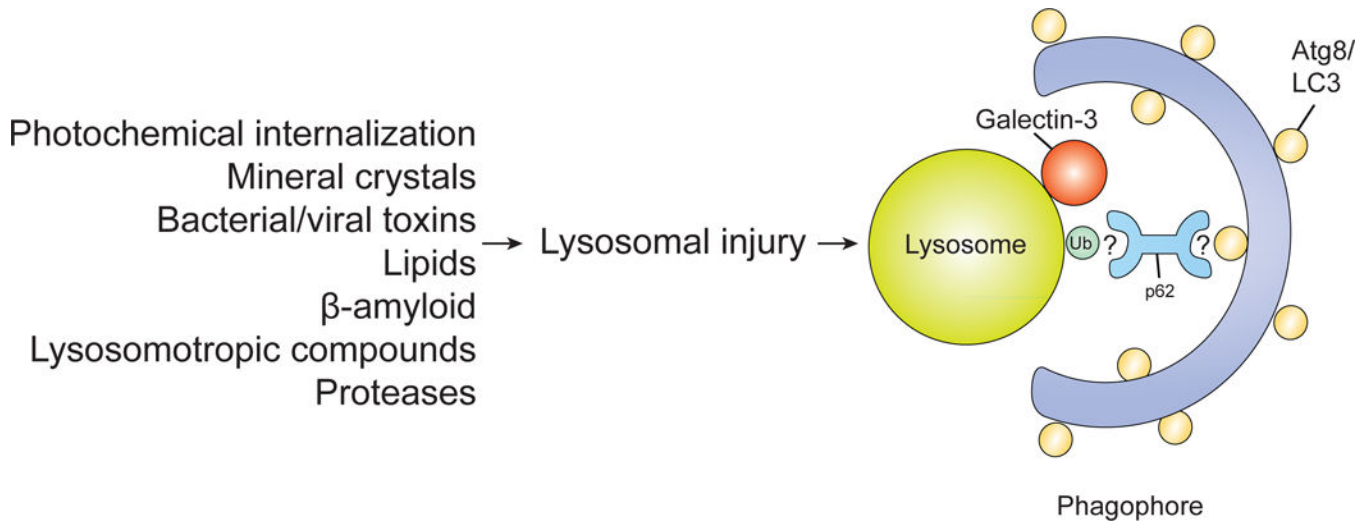 Photochemical internalization
Mineral crystals
Bacterial/viral toxins
Lipids
β-amyloid
Lysosomotropic compounds
Proteases
Lysosomal injury
Lysosome
Galectin-3
Ub
?
p62
?
Atg8/
LC3
Phagophore